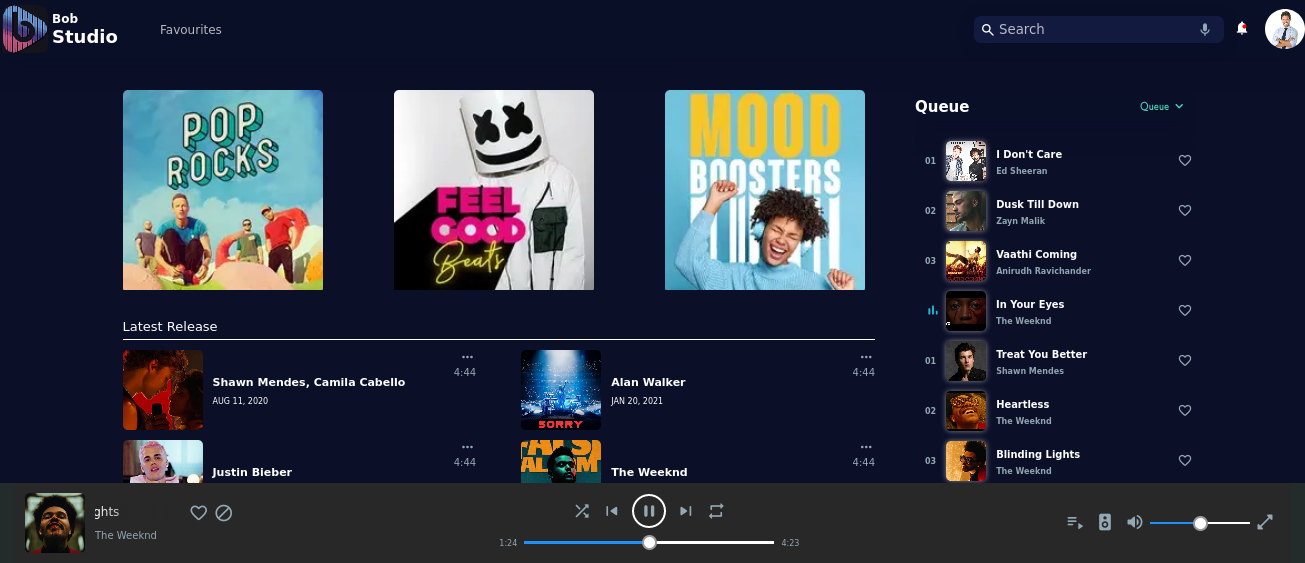 Bob
Studio
Favourites
Search
POP
ROCKS
FEEL
GOOD
Beats
MOOD
BOOSTERS
Queue
Queue
01
I Don't Care
Ed Sheeran
02
Dusk Till Down
Zayn Malik
03
Vaathi Coming
Anirudh Ravichander
In Your Eyes
The Weeknd
01
Treat You Better
Shawn Mendes
02
Heartless
The Weeknd
03
Blinding Lights
The Weeknd
Latest Release
Shawn Mendes, Camila Cabello
AUG 11, 2020
4:44
SORRY
Alan Walker
JAN 20, 2021
4:44
Justin Bieber
4:44
The Weeknd
4:44
ghts
The Weeknd
1:24
4:23